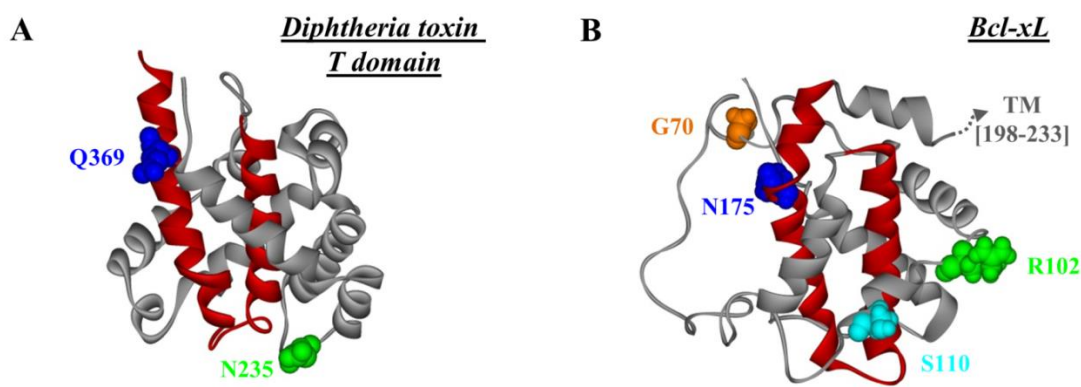 A
Diphtheria toxin
T domain
Q369
N235
B
Bcl-xL
G70
TM
[198-233]
N175
R102
S110